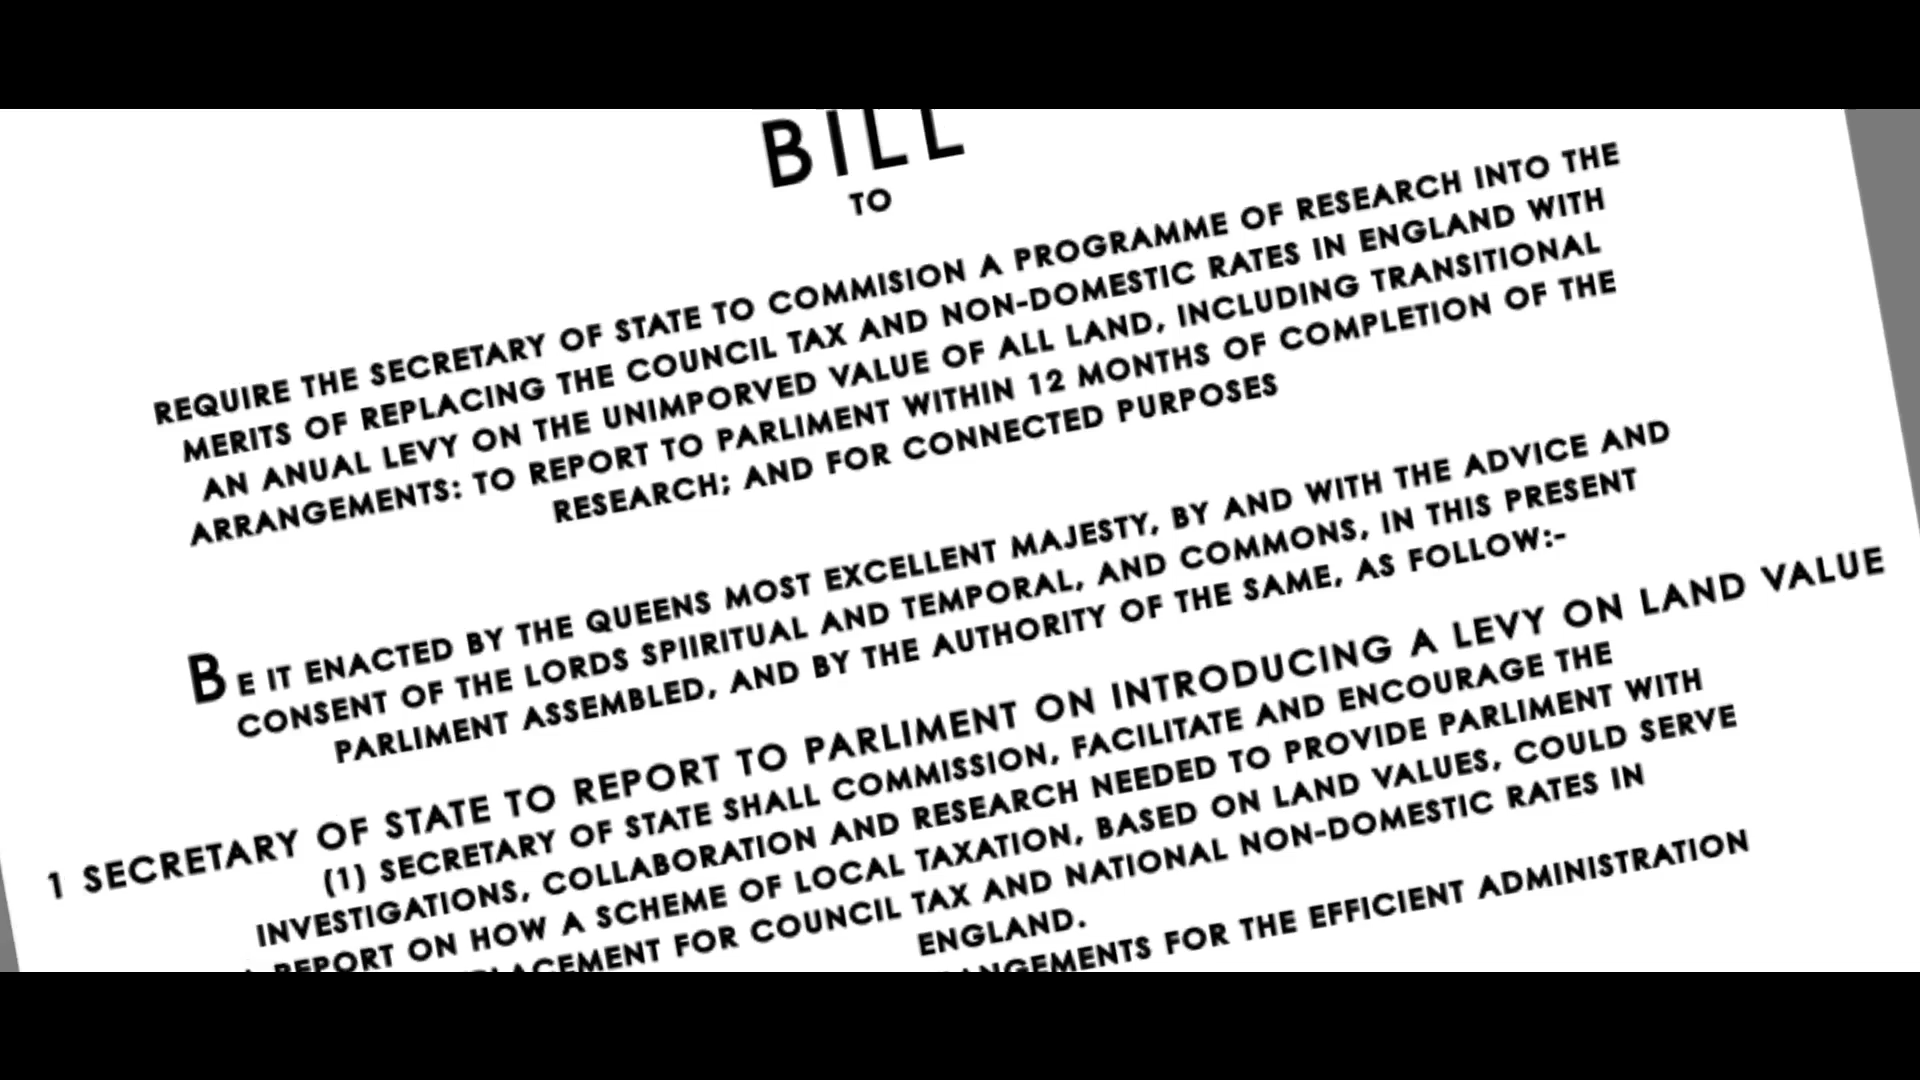 BILL
TO
REQUIRE THE SECRETARY OF STATE TO COMMISION A PROGRAMME OF RESEARCH INTO THE
MERITS OF REPLACING THE COUNCIL TAX AND NON-DOMESTIC RATES IN ENGLAND WITH
AN ANUAL LEVY ON THE UNIMPORVED VALUE OF ALL LAND, INCLUDING TRANSITIONAL
ARRANGEMENTS: TO REPORT TO PARLIMENT WITHIN 12 MONTHS OF COMPLETION OF THE
RESEARCH; AND FOR CONNECTED PURPOSES
BE IT ENACTED BY THE QUEENS MOST EXCELLENT MAJESTY, BY AND WITH THE ADVICE AND
CONSENT OF THE LORDS SPIIRITUAL AND TEMPORAL, AND COMMONS, IN THIS PRESENT
PARLIMENT ASSEMBLED, AND BY THE AUTHORITY OF THE SAME, AS FOLLOW:-
1 SECRETARY OF STATE TO REPORT TO PARLIMENT ON INTRODUCING A LEVY ON LAND VALUE
(1) SECRETARY OF STATE SHALL COMMISSION, FACILITATE AND ENCOURAGE THE
INVESTIGATIONS, COLLABORATION AND RESEARCH NEEDED TO PROVIDE PARLIMENT WITH
REPORT ON HOW A SCHEME OF LOCAL TAXATION, BASED ON LAND VALUES, COULD SERVE
FOR COUNCIL TAX AND NATIONAL NON-DOMESTIC RATES IN
ENGLAND.
FOR THE EFFICIENT ADMINISTRATION